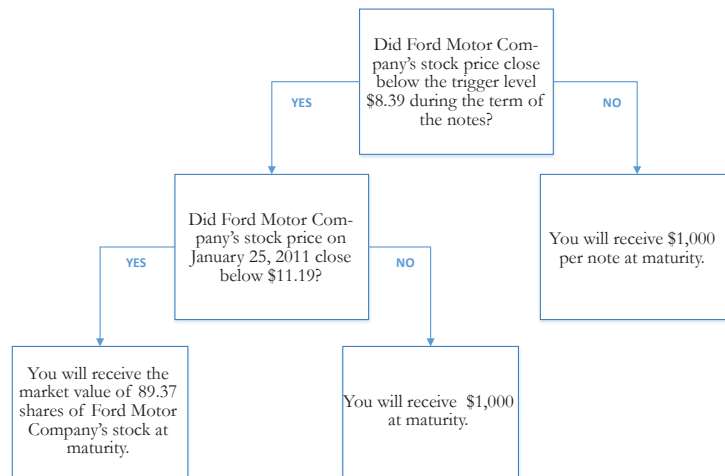 Did Ford Motor Com-
pany's stock price close
below the trigger level
$8.39 during the term of
the notes?
YES
NO
Did Ford Motor Com-
pany's stock price on
January 25, 2011 close
below $11.19?
You will receive $1,000
per note at maturity.
YES
NO
You will receive the
market value of 89.37
shares of Ford Motor
Company's stock at
maturity.
You will receive $1,000
at maturity.